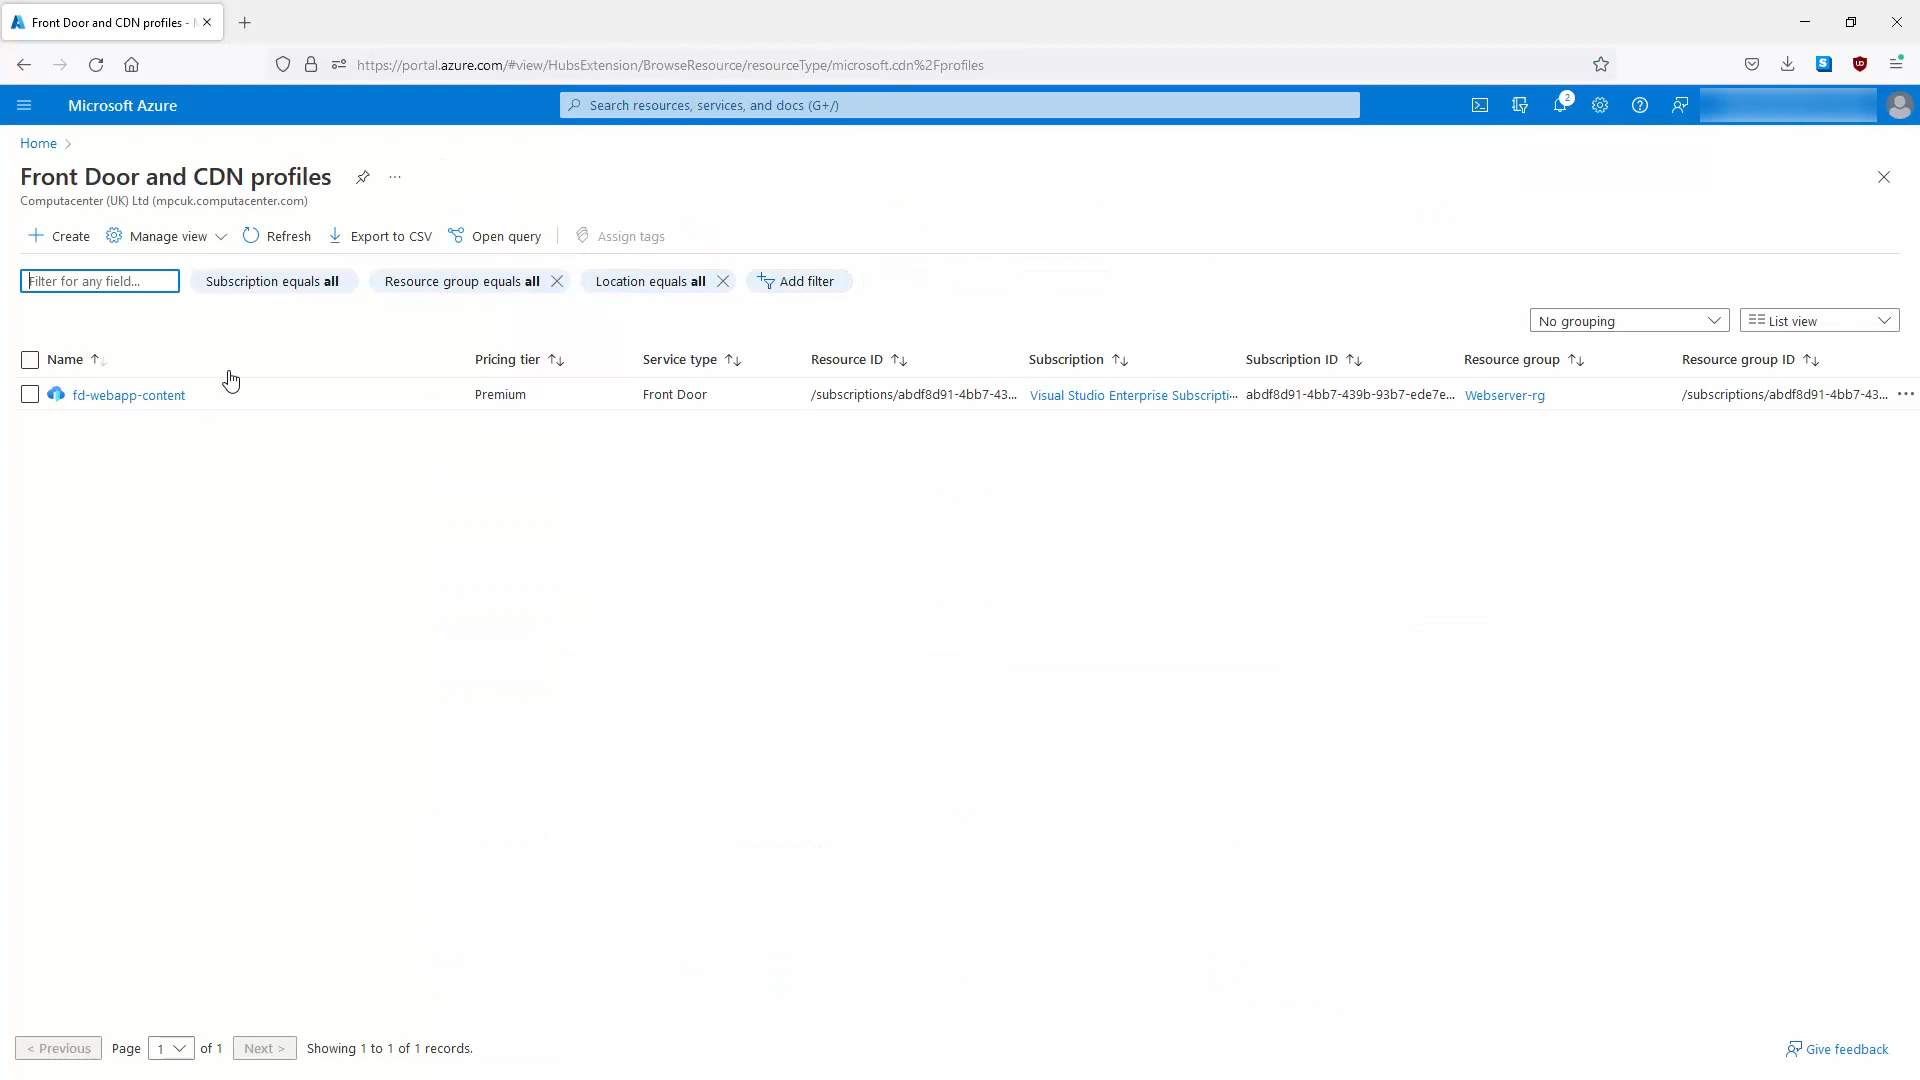 Front Door and CDN profiles - M
https://portal.azure.com/#view/HubsExtension/BrowseResource/resourceType/microsoft.cdn%2Fprofiles
Microsoft Azure
Search resources, services, and docs (G+/)
2
Home
Front Door and CDN profiles
Computacenter (UK) Ltd (mpcuk.computacenter.com)
Create Manage view Refresh Export to CSV Open query Assign tags
Filter for any field... Subscription equals all Resource group equals all Location equals all Add filter
No grouping List view
Name Pricing tier Service type Resource ID Subscription Subscription ID Resource group Resource group ID
fd-webapp-content Premium Front Door /subscriptions/abdf8d91-4bb7-43... Visual Studio Enterprise Subscripti... abdf8d91-4bb7-439b-93b7-ede7e... Webserver-rg /subscriptions/abdf8d91-4bb7-43... ...
< Previous Page 1 of 1 Next > Showing 1 to 1 of 1 records. Give feedback